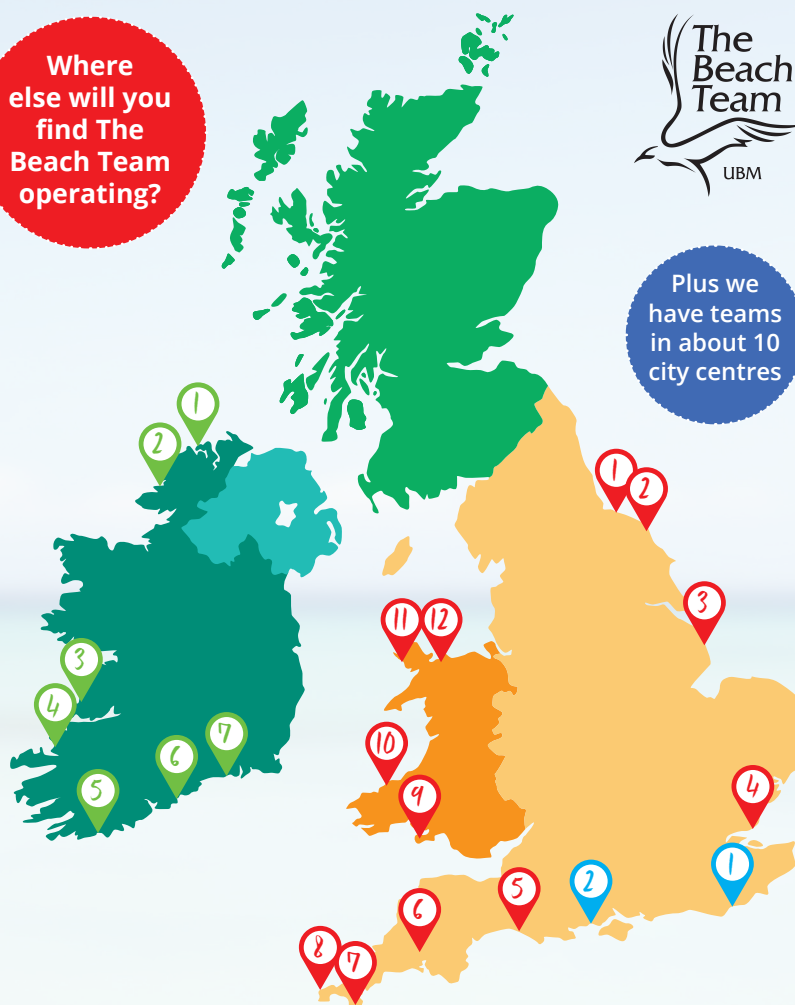 Where
else will you
find The
Beach Team
operating?
The
Beach
Team
UBM
Plus we
have teams
in about 10
city centres
1
2
1
2
3
11
12
3
4
7
6
10
5
9
4
1
2
5
6
8
7